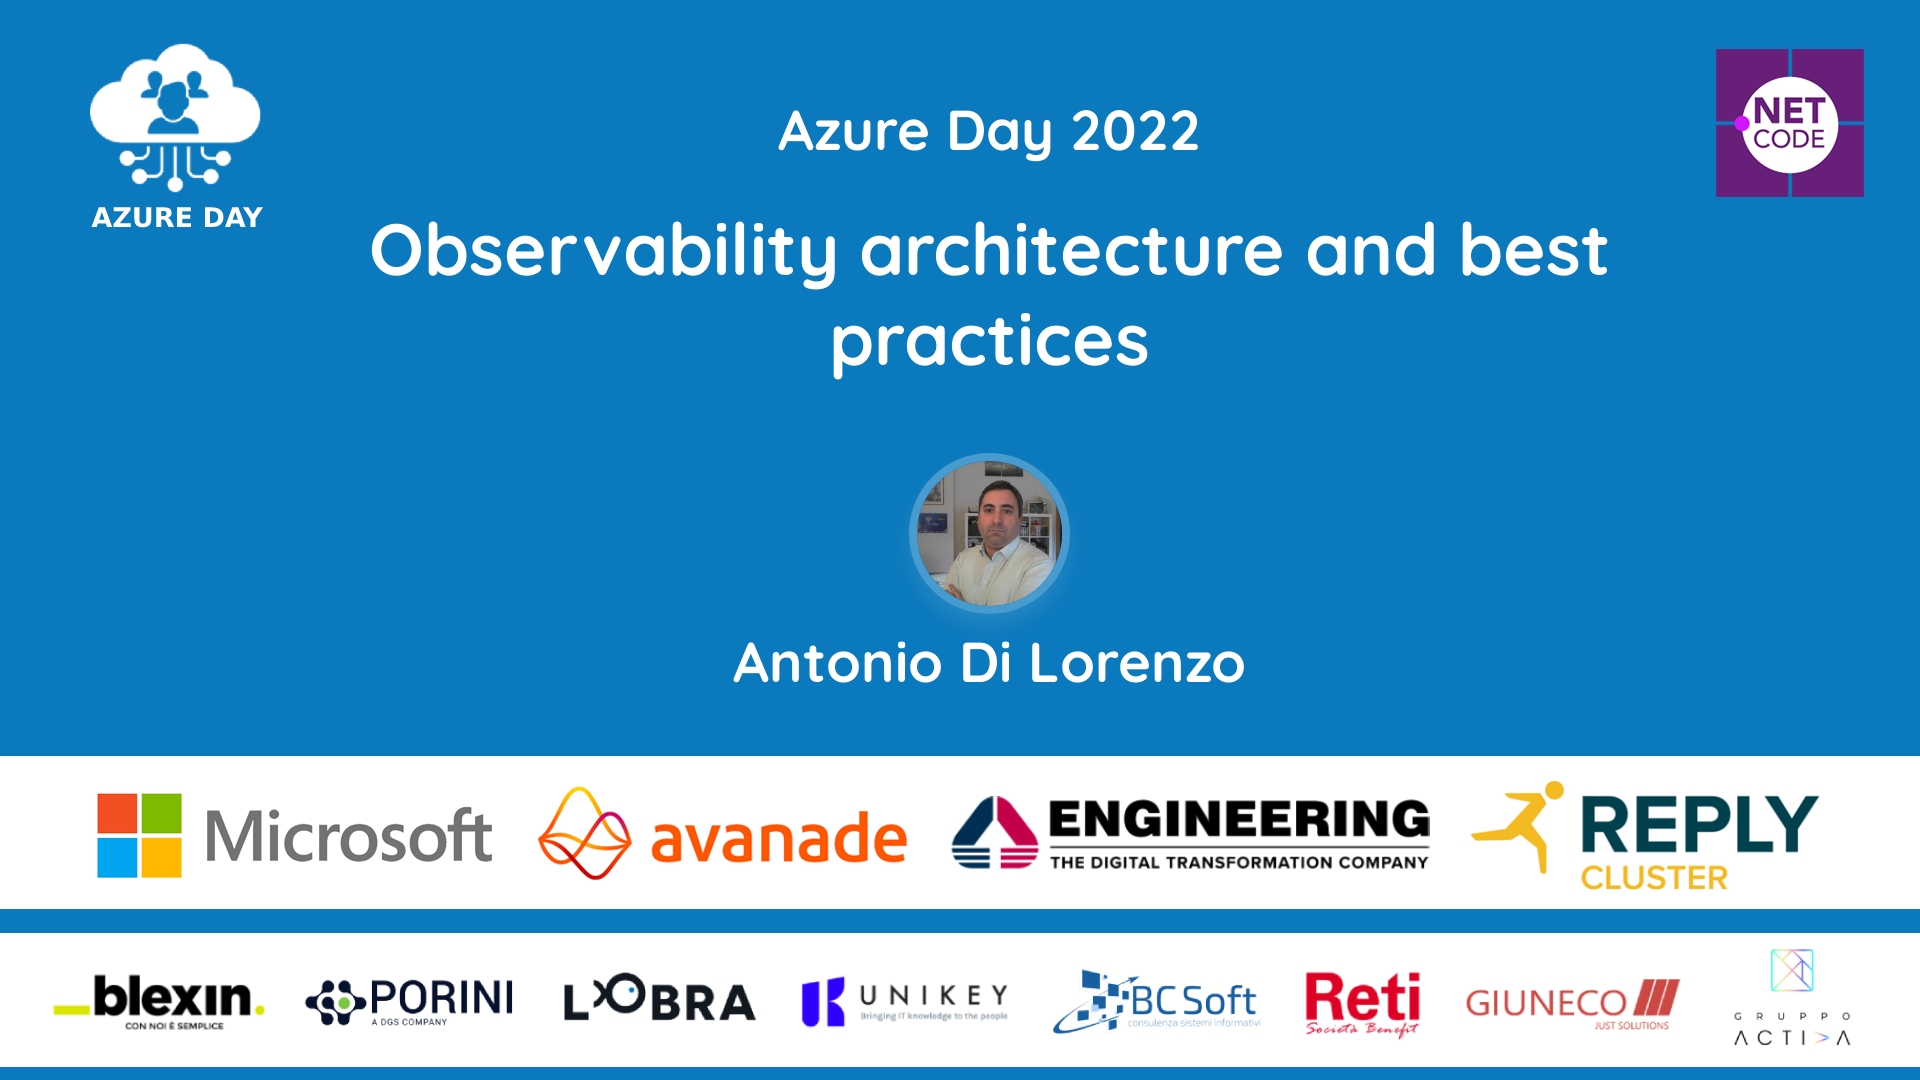 AZURE DAY
Azure Day 2022
NET
CODE
Observability architecture and best
practices
Antonio Di Lorenzo
Microsoft
avanade
ENGINEERING
THE DIGITAL TRANSFORMATION COMPANY
REPLY
CLUSTER
blexin.
CON NOI È SEMPLICE
PORINI
A DGS COMPANY
LOBRA
UNIKEY
Bringing IT knowledge to the people
BC Soft
consulenza sistemi informativi
Reti
Società Benefit
GIUNECO
JUST SOLUTIONS
GRUPPO
ACTIVA